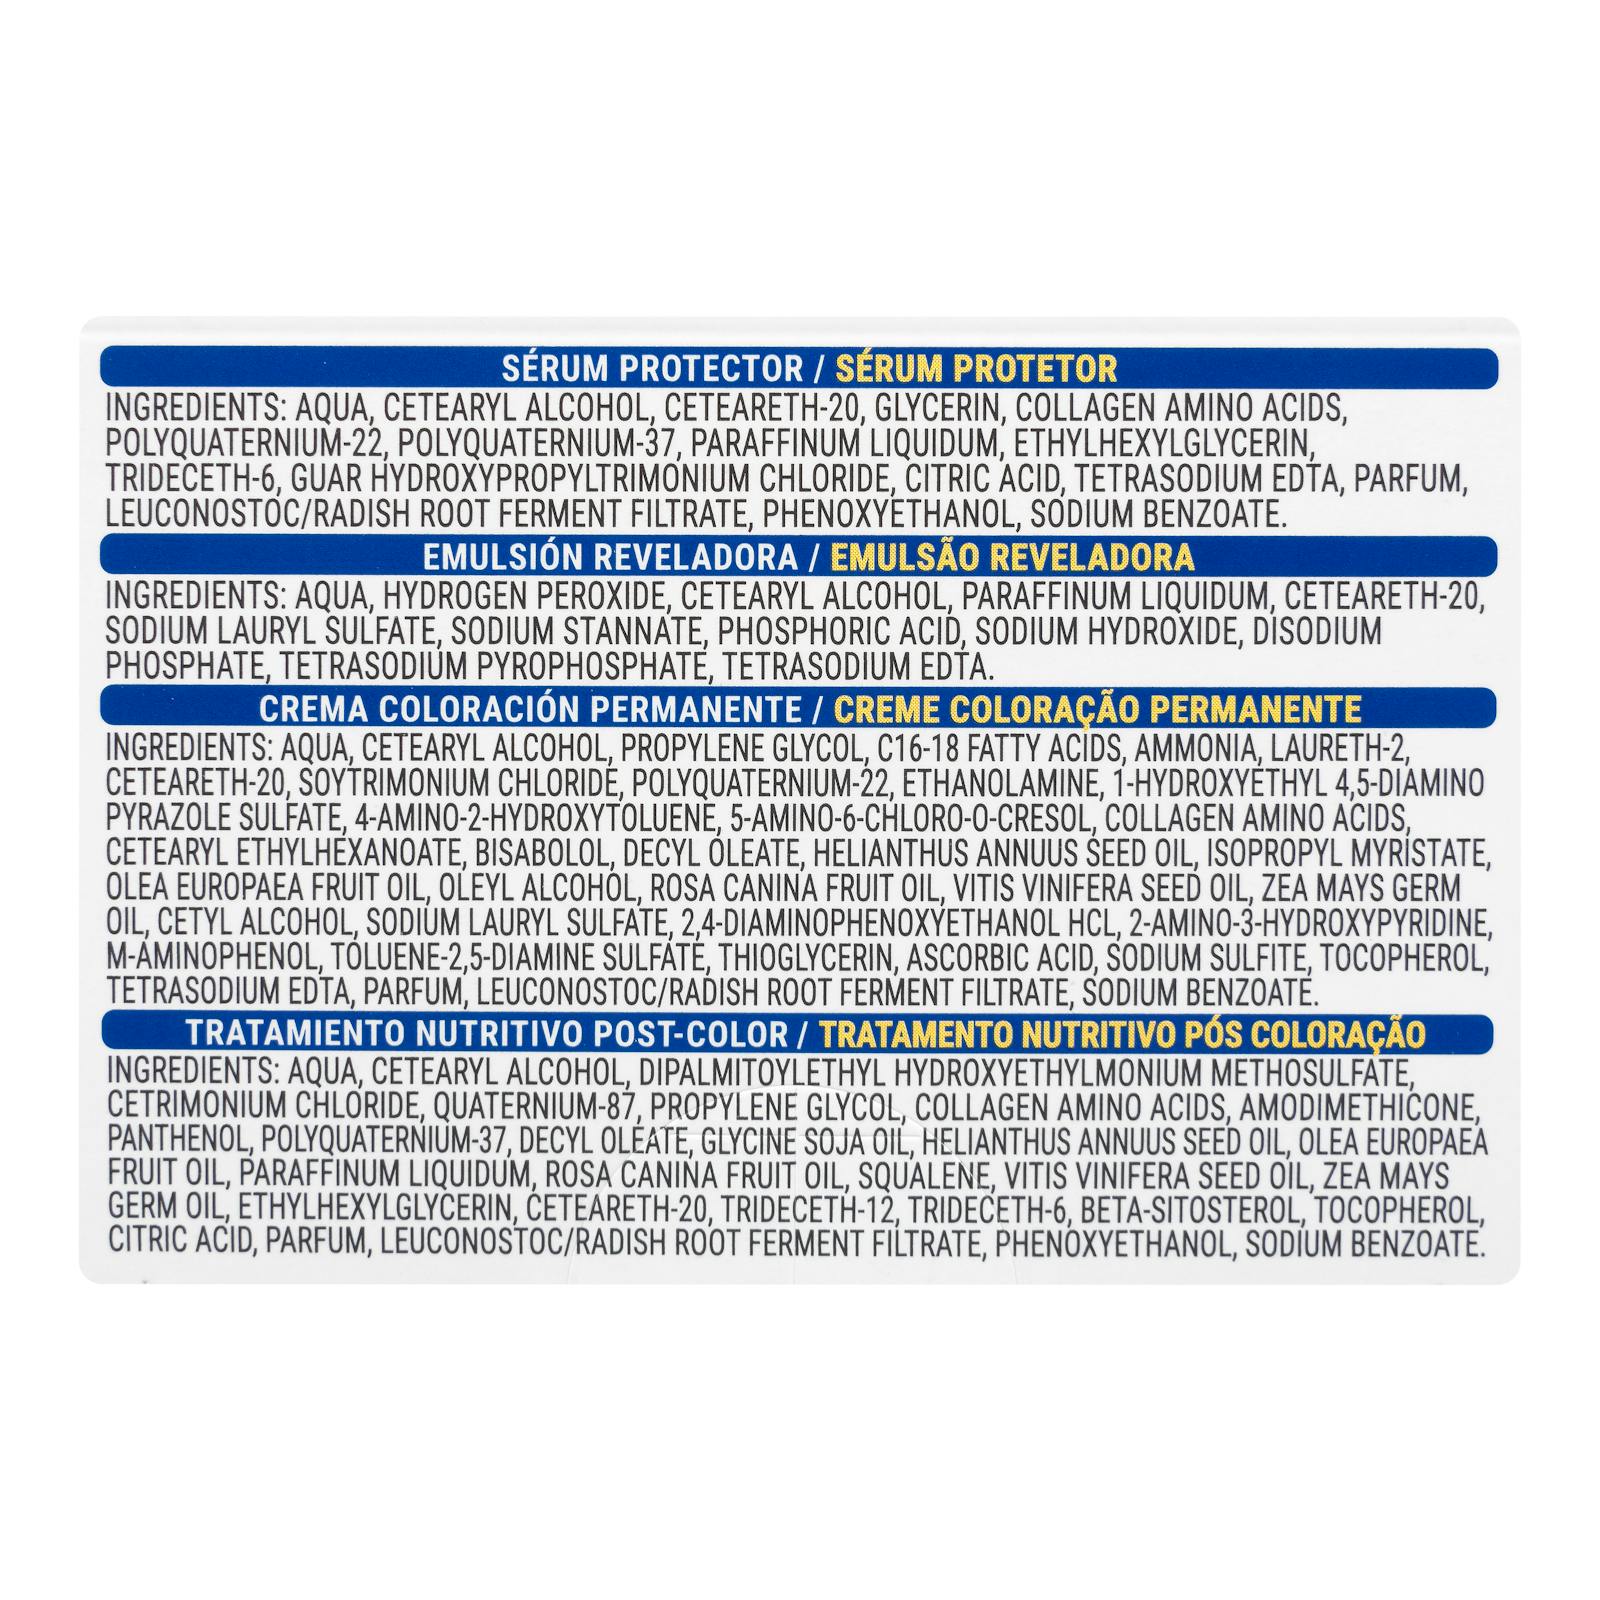 SÉRUM PROTECTOR / SÉRUM PROTETOR
INGREDIENTS: AQUA, CETEARYL ALCOHOL, CETEARETH-20, GLYCERIN, COLLAGEN AMINO ACIDS,
POLYQUATERNIUM-22, POLYQUATERNIUM-37, PARAFFINUM LIQUIDUM, ETHYLHEXYLGLYCERIN,
TRIDECETH-6, GUAR HYDROXYPROPYLTRIMONIUM CHLORIDE, CITRIC ACID, TETRASODIUM EDTA, PARFUM,
LEUCONOSTOC/RADISH ROOT FERMENT FILTRATE, PHENOXYETHANOL, SODIUM BENZOATE.
EMULSIÓN REVELADORA / EMULSÃO REVELADORA
INGREDIENTS: AQUA, HYDROGEN PEROXIDE, CETEARYL ALCOHOL, PARAFFINUM LIQUIDUM, CETEARETH-20,
SODIUM LAURYL SULFATE, SODIUM STANNATE, PHOSPHORIC ACID, SODIUM HYDROXIDE, DISODIUM
PHOSPHATE, TETRASODIUM PYROPHOSPHATE, TETRASODIUM EDTA.
CREMA COLORACIÓN PERMANENTE / CREME COLORAÇÃO PERMANENTE
INGREDIENTS: AQUA, CETEARYL ALCOHOL, PROPYLENE GLYCOL, C16-18 FATTY ACIDS, AMMONIA, LAURETH-2,
CETEARETH-20, SOYTRIMONIUM CHLORIDE, POLYQUATERNIUM-22, ETHANOLAMINE, 1-HYDROXYETHYL 4,5-DIAMINO
PYRAZOLE SULFATE, 4-AMINO-2-HYDROXYTOLUENE, 5-AMINO-6-CHLORO-O-CRESOL, COLLAGEN AMINO ACIDS,
CETEARYL ETHYLHEXANOATE, BISABOLOL, DECYL OLEATE, HELIANTHUS ANNUUS SEED OIL, ISOPROPYL MYRISTATE,
OLEA EUROPAEA FRUIT OIL, OLEYL ALCOHOL, ROSA CANINA FRUIT OIL, VITIS VINIFERA SEED OIL, ZEA MAYS GERM
OIL, CETYL ALCOHOL, SODIUM LAURYL SULFATE, 2,4-DIAMINOPHENOXYETHANOL HCL, 2-AMINO-3-HYDROXYPYRIDINE,
M-AMINOPHENOL, TOLUENE-2,5-DIAMINE SULFATE, THIOGLYCERIN, ASCORBIC ACID, SODIUM SULFITE, TOCOPHEROL,
TETRASODIUM EDTA, PARFUM, LEUCONOSTOC/RADISH ROOT FERMENT FILTRATE, SODIUM BENZOATE.
TRATAMIENTO NUTRITIVO POST-COLOR / TRATAMENTO NUTRITIVO PÓS COLORAÇÃO
INGREDIENTS: AQUA, CETEARYL ALCOHOL, DIPALMITOYLETHYL HYDROXYETHYLMONIUM METHOSULFATE,
CETRIMONIUM CHLORIDE, QUATERNIUM-87, PROPYLENE GLYCOL, COLLAGEN AMINO ACIDS, AMODIMETHICONE,
PANTHENOL, POLYQUATERNIUM-37, DECYL OLEATE, GLYCINE SOJA OIL, HELIANTHUS ANNUUS SEED OIL, OLEA EUROPAEA
FRUIT OIL, PARAFFINUM LIQUIDUM, ROSA CANINA FRUIT OIL, SQUALENE, VITIS VINIFERA SEED OIL, ZEA MAYS
GERM OIL, ETHYLHEXYLGLYCERIN, CETEARETH-20, TRIDECETH-12, TRIDECETH-6, BETA-SITOSTEROL, TOCOPHEROL,
CITRIC ACID, PARFUM, LEUCONOSTOC/RADISH ROOT FERMENT FILTRATE, PHENOXYETHANOL, SODIUM BENZOATE.